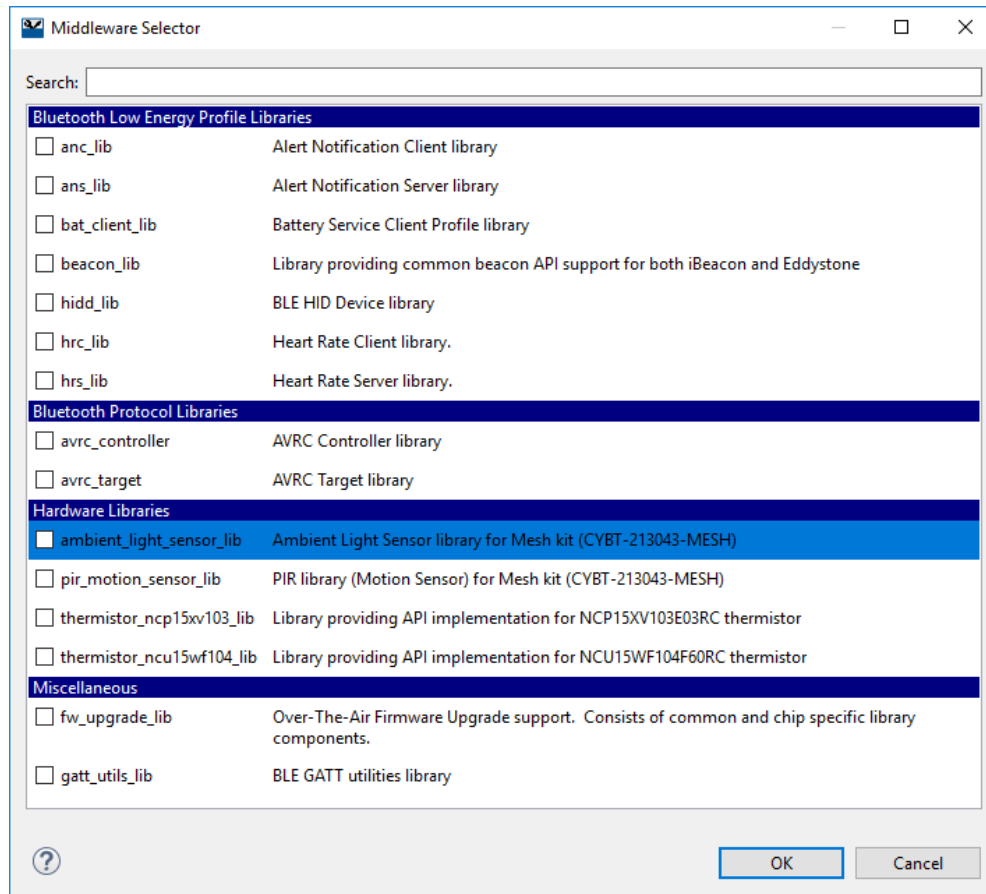 Middleware Selector
Search:
Bluetooth Low Energy Profile Libraries
anc_lib Alert Notification Client library
ans_lib Alert Notification Server library
bat_client_lib Battery Service Client Profile library
beacon_lib Library providing common beacon API support for both iBeacon and Eddystone
hidd_lib BLE HID Device library
hrc_lib Heart Rate Client library.
hrs_lib Heart Rate Server library.
Bluetooth Protocol Libraries
avrc_controller AVRC Controller library
avrc_target AVRC Target library
Hardware Libraries
ambient_light_sensor_lib Ambient Light Sensor library for Mesh kit (CYBT-213043-MESH)
pir_motion_sensor_lib PIR library (Motion Sensor) for Mesh kit (CYBT-213043-MESH)
thermistor_ncp15xv103_lib Library providing API implementation for NCP15XV103E03RC thermistor
thermistor_ncu15wf104_lib Library providing API implementation for NCU15WF104F60RC thermistor
Miscellaneous
fw_upgrade_lib Over-The-Air Firmware Upgrade support. Consists of common and chip specific library
components.
gatt_utils_lib BLE GATT utilities library
? OK Cancel